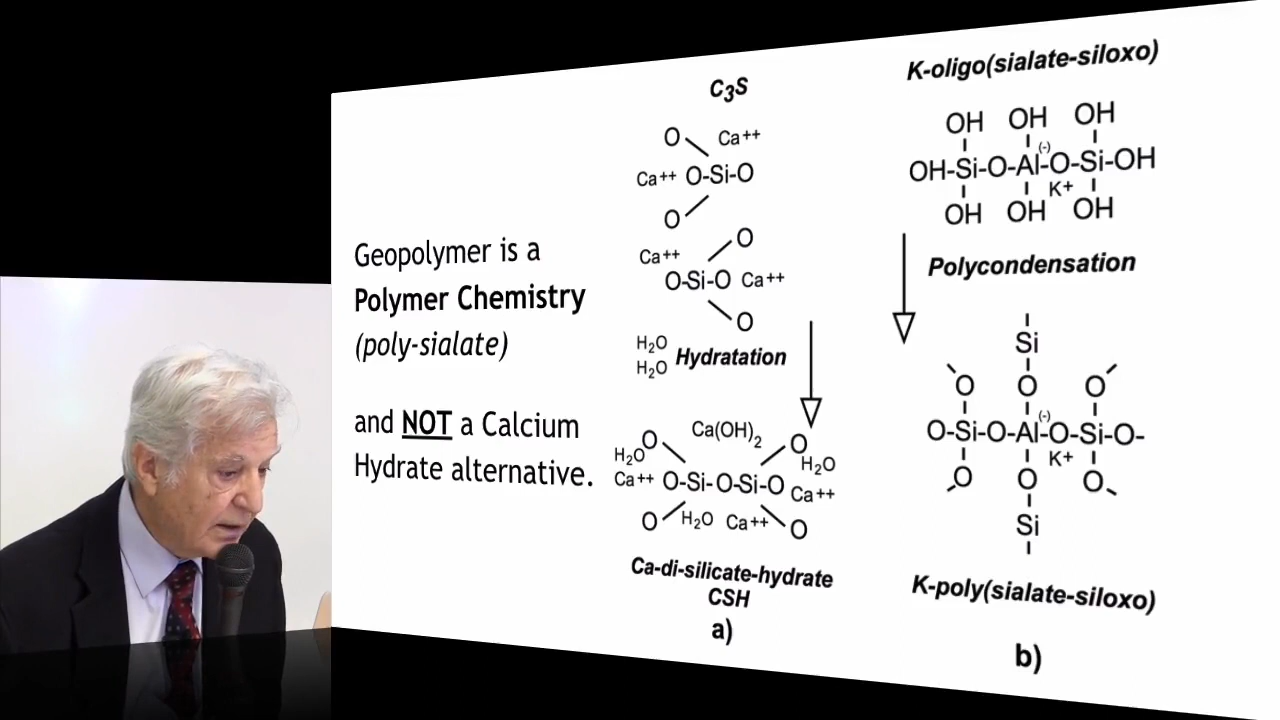 Geopolymer is a
Polymer Chemistry
(poly-sialate)
and NOT a Calcium
Hydrate alternative.
C₃S
O Ca⁺⁺
Ca⁺⁺ O-Si-O
O
Ca⁺⁺ O
O-Si-O Ca⁺⁺
O
H₂O
H₂O Hydratation
Ca(OH)₂
H₂O O O H₂O
Ca⁺⁺ O-Si-O-Si-O Ca⁺⁺
O H₂O Ca⁺⁺ O
Ca-di-silicate-hydrate
CSH
a)
K-oligo(sialate-siloxo)
OH OH OH
OH-Si-O-Al-O-Si-OH
(-)
K+
OH OH OH
Polycondensation
Si
O O O
O-Si-O-Al-O-Si-O-
(-)
K+
O O O
Si
K-poly(sialate-siloxo)
b)